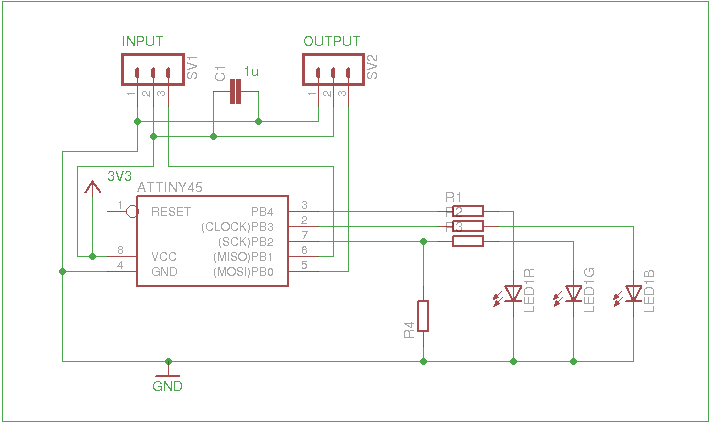 INPUT
OUTPUT
SV1
SV2
C1
1u
1
2
3
1
2
3
3V3
ATTINY45
1
RESET
PB4
3
R1
(CLOCK)PB3
2
R2
(SCK)PB2
7
R3
8
VCC
(MISO)PB1
6
4
GND
(MOSI)PB0
5
LED1R
LED1G
LED1B
R4
GND